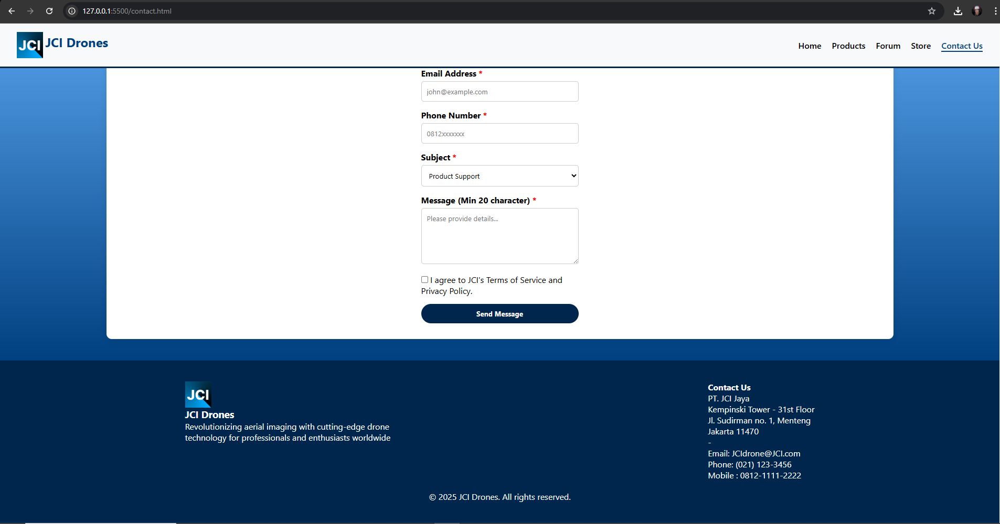 127.0.0.1:5500/contact.html
JCI JCI Drones
Home Products Forum Store Contact Us
Email Address *
john@example.com
Phone Number *
0812xxxxxxx
Subject *
Product Support
Message (Min 20 character) *
Please provide details...
I agree to JCI's Terms of Service and
Privacy Policy.
Send Message
JCI
JCI Drones
Revolutionizing aerial imaging with cutting-edge drone
technology for professionals and enthusiasts worldwide
Contact Us
PT. JCI Jaya
Kempinski Tower - 31st Floor
Jl. Sudirman no. 1, Menteng
Jakarta 11470
-
Email: JCIdrone@JCI.com
Phone: (021) 123-3456
Mobile : 0812-1111-2222
© 2025 JCI Drones. All rights reserved.